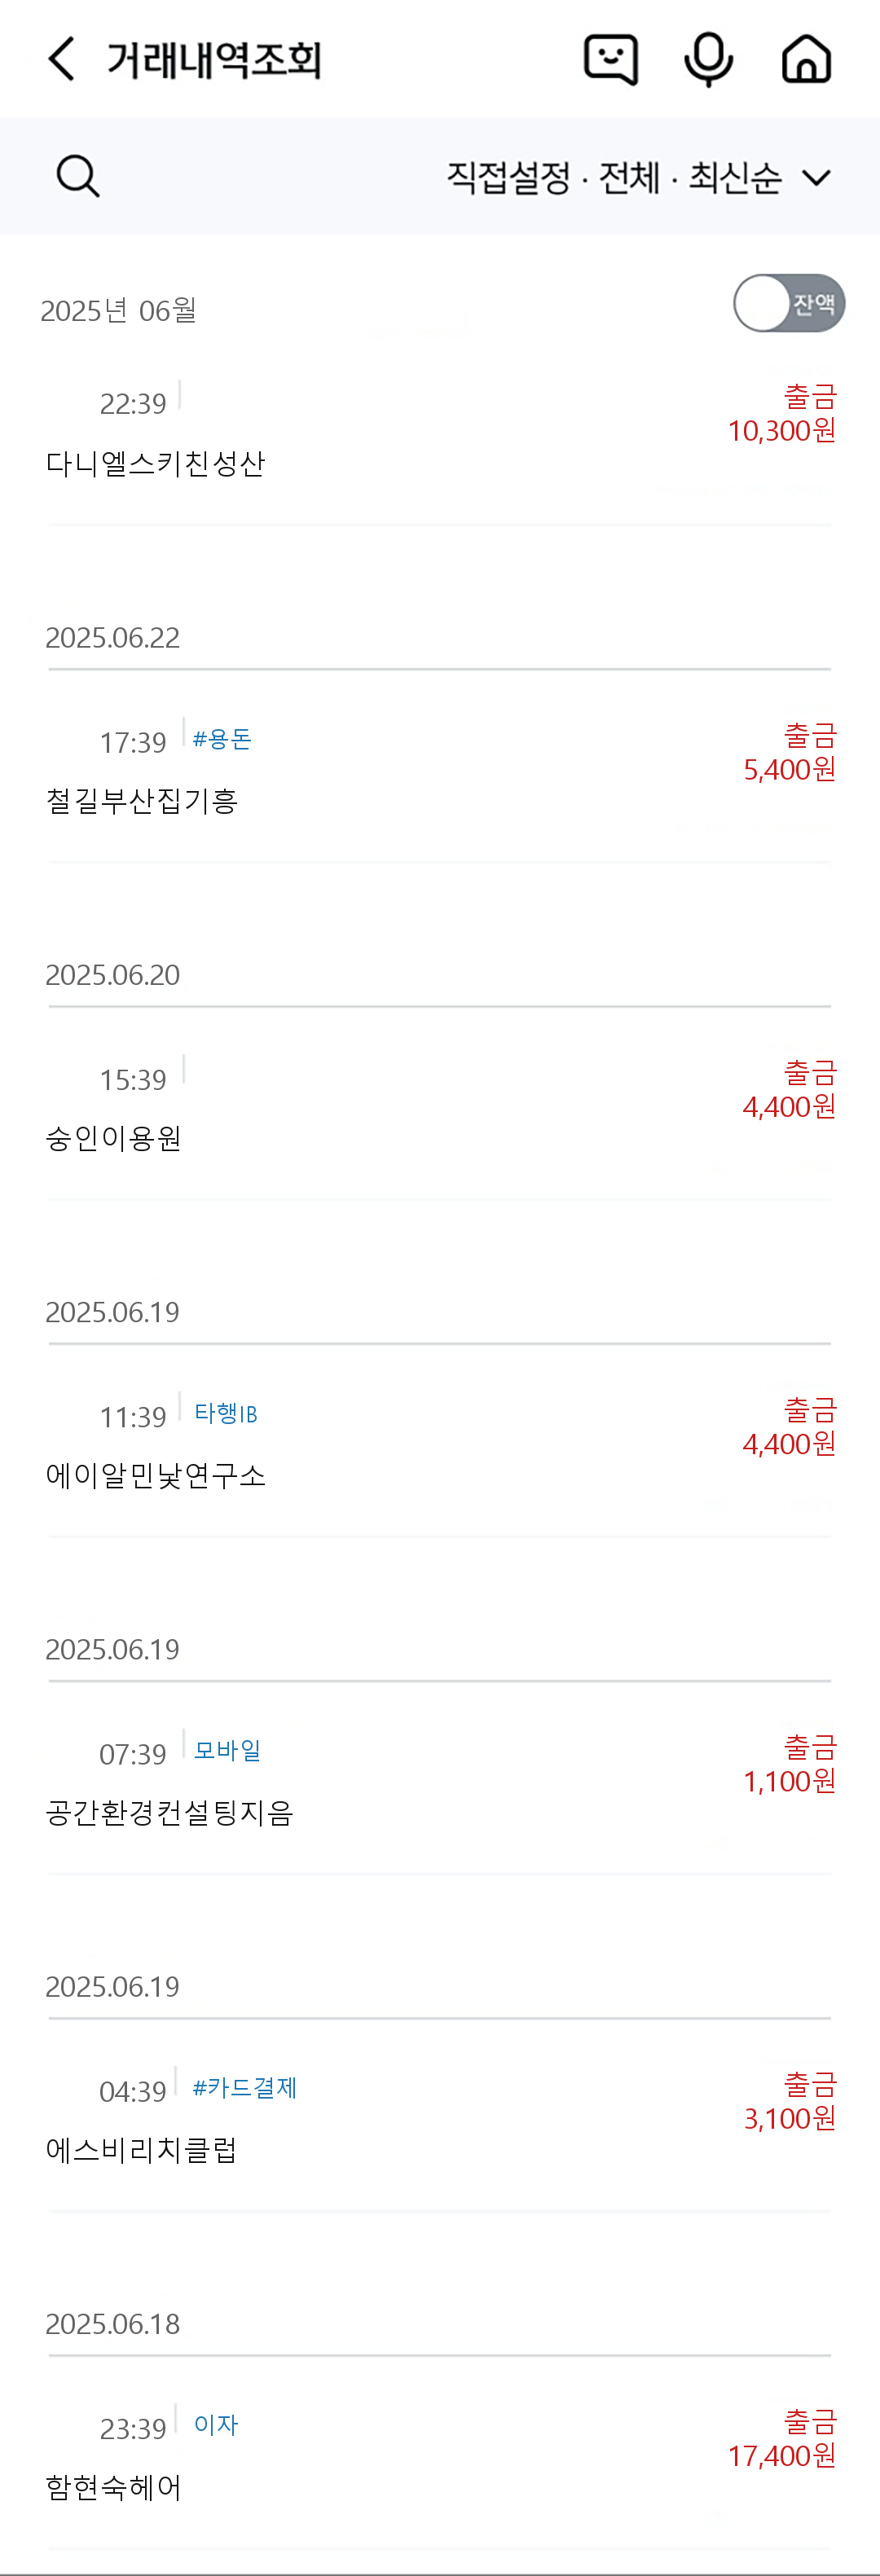 거래내역조회
직접설정 · 전체 · 최신순
2025년 06월
잔액
22:39
출금
10,300원
다니엘스키친성산
2025.06.22
17:39 #용돈
출금
5,400원
철길부산집기흥
2025.06.20
15:39
출금
4,400원
숭인이용원
2025.06.19
11:39 타행IB
출금
4,400원
에이알민낯연구소
2025.06.19
07:39 모바일
출금
1,100원
공간환경컨설팅지음
2025.06.19
04:39 #카드결제
출금
3,100원
에스비리치클럽
2025.06.18
23:39 이자
출금
17,400원
함현숙헤어